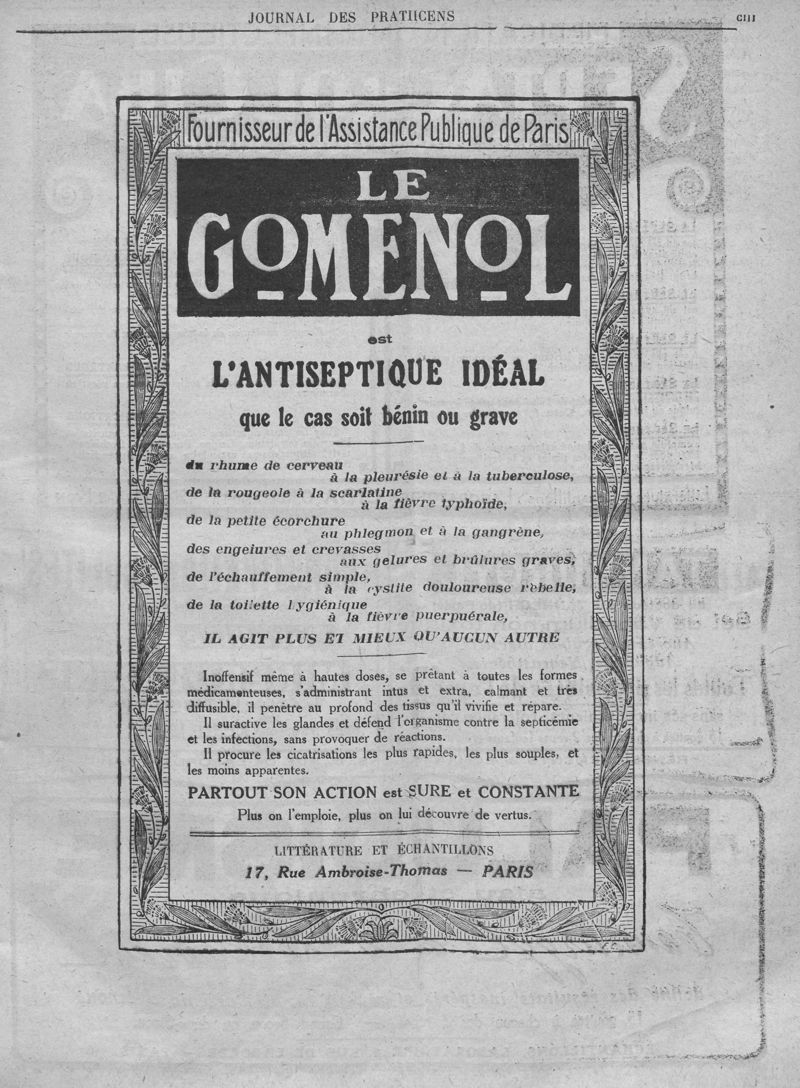 JOURNAL DES PRATIICENS
CIII
Fournisseur de l'Assistance Publique de Paris
LE
GOMENOL
est
L'ANTISEPTIQUE IDÉAL
que le cas soit bénin ou grave
du rhume de cerveau
à la pleurésie et à la tuberculose,
de la rougeole à la scarlatine
à la fièvre typhoïde,
de la petite écorchure
au phlegmon et à la gangrène,
des engelures et crevasses
aux gelures et brûlures graves,
de l'échauffement simple,
à la cystite douloureuse rebelle,
de la toilette hygiénique
à la fièvre puerpuérale,
IL AGIT PLUS ET MIEUX QU'AUCUN AUTRE
Inoffensif même à hautes doses, se prêtant à toutes les formes
médicamenteuses, s'administrant intus et extra, calmant et très
diffusible, il penètre au profond des tissus qu'il vivifie et répare.
Il suractive les glandes et défend l'organisme contre la septicémie
et les infections, sans provoquer de réactions.
Il procure les cicatrisations les plus rapides, les plus souples, et
les moins apparentes.
PARTOUT SON ACTION est SURE et CONSTANTE
Plus on l'emploie, plus on lui découvre de vertus.
LITTÉRATURE ET ÉCHANTILLONS
17, Rue Ambroise-Thomas — PARIS